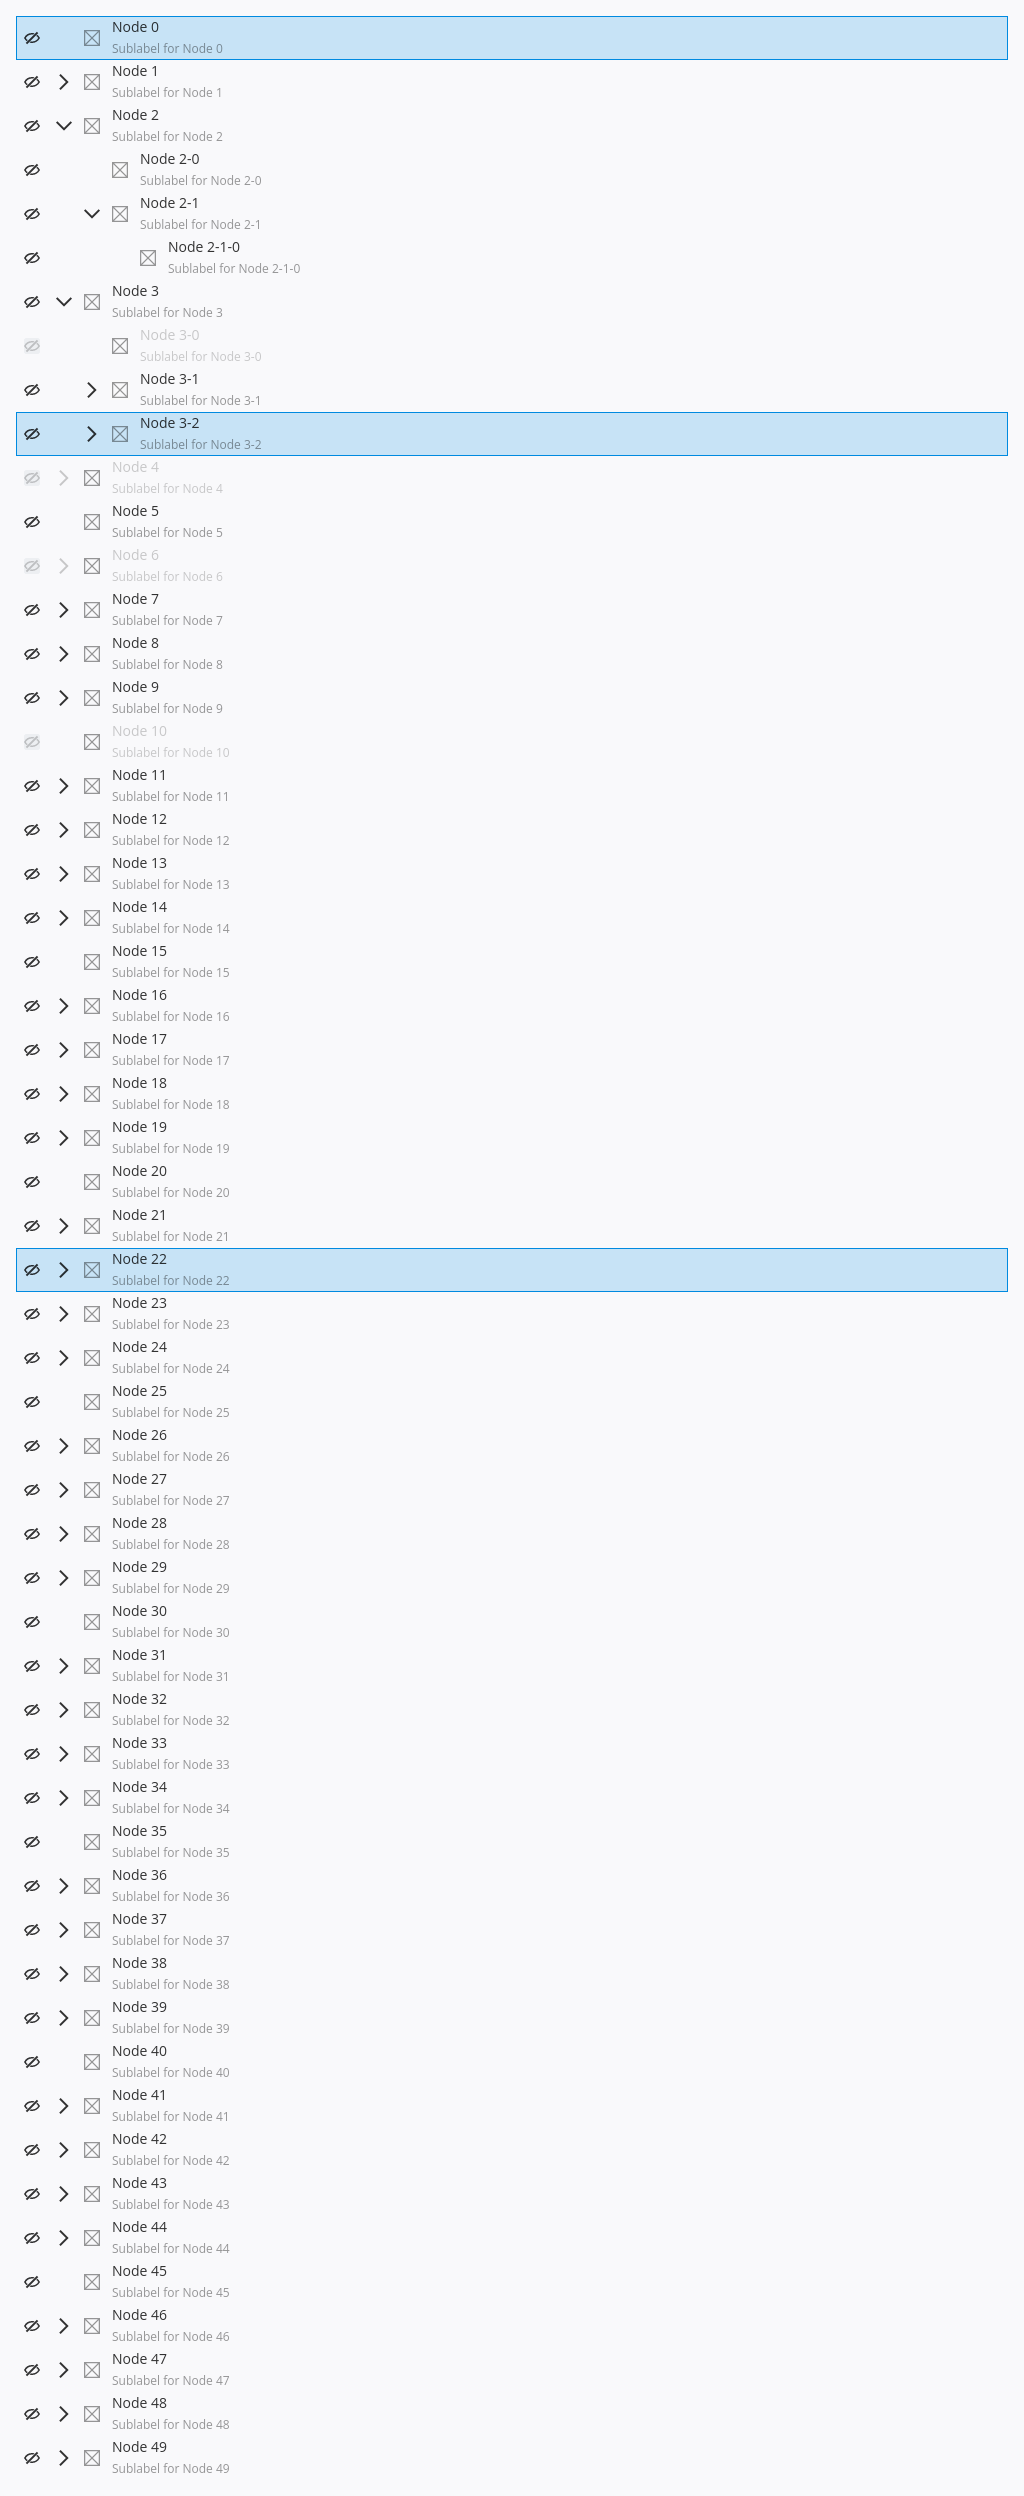 Node 0
Sublabel for Node 0
Node 1
Sublabel for Node 1
Node 2
Sublabel for Node 2
Node 2-0
Sublabel for Node 2-0
Node 2-1
Sublabel for Node 2-1
Node 2-1-0
Sublabel for Node 2-1-0
Node 3
Sublabel for Node 3
Node 3-0
Sublabel for Node 3-0
Node 3-1
Sublabel for Node 3-1
Node 3-2
Sublabel for Node 3-2
Node 4
Sublabel for Node 4
Node 5
Sublabel for Node 5
Node 6
Sublabel for Node 6
Node 7
Sublabel for Node 7
Node 8
Sublabel for Node 8
Node 9
Sublabel for Node 9
Node 10
Sublabel for Node 10
Node 11
Sublabel for Node 11
Node 12
Sublabel for Node 12
Node 13
Sublabel for Node 13
Node 14
Sublabel for Node 14
Node 15
Sublabel for Node 15
Node 16
Sublabel for Node 16
Node 17
Sublabel for Node 17
Node 18
Sublabel for Node 18
Node 19
Sublabel for Node 19
Node 20
Sublabel for Node 20
Node 21
Sublabel for Node 21
Node 22
Sublabel for Node 22
Node 23
Sublabel for Node 23
Node 24
Sublabel for Node 24
Node 25
Sublabel for Node 25
Node 26
Sublabel for Node 26
Node 27
Sublabel for Node 27
Node 28
Sublabel for Node 28
Node 29
Sublabel for Node 29
Node 30
Sublabel for Node 30
Node 31
Sublabel for Node 31
Node 32
Sublabel for Node 32
Node 33
Sublabel for Node 33
Node 34
Sublabel for Node 34
Node 35
Sublabel for Node 35
Node 36
Sublabel for Node 36
Node 37
Sublabel for Node 37
Node 38
Sublabel for Node 38
Node 39
Sublabel for Node 39
Node 40
Sublabel for Node 40
Node 41
Sublabel for Node 41
Node 42
Sublabel for Node 42
Node 43
Sublabel for Node 43
Node 44
Sublabel for Node 44
Node 45
Sublabel for Node 45
Node 46
Sublabel for Node 46
Node 47
Sublabel for Node 47
Node 48
Sublabel for Node 48
Node 49
Sublabel for Node 49